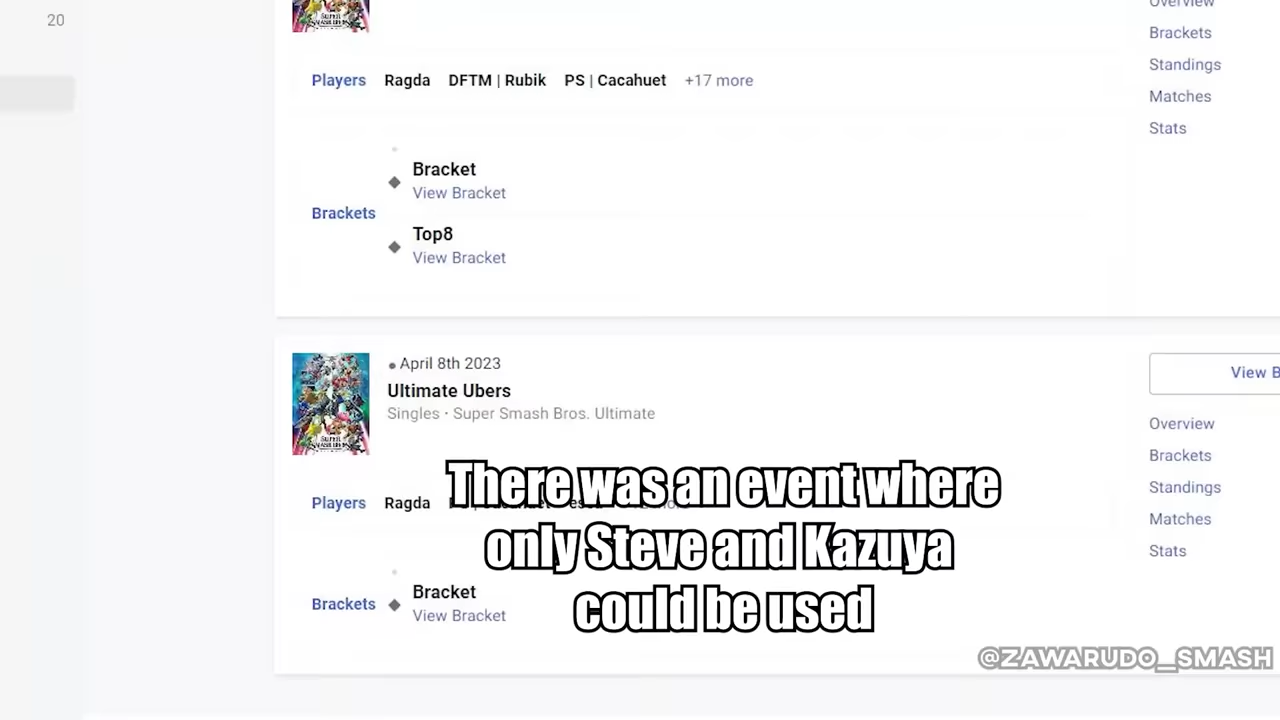 20
Overview
Players Ragda DFTM | Rubik PS | Cacahuet +17 more
Brackets
Standings
Matches
Stats
Bracket
View Bracket
Brackets
Top8
View Bracket
April 8th 2023
Ultimate Ubers
Singles · Super Smash Bros. Ultimate
View B
Overview
Brackets
Standings
Matches
Stats
Players Ragda
There was an event where
only Steve and Kazuya
could be used
Brackets
Bracket
View Bracket
@ZAWARUDO_SMASH